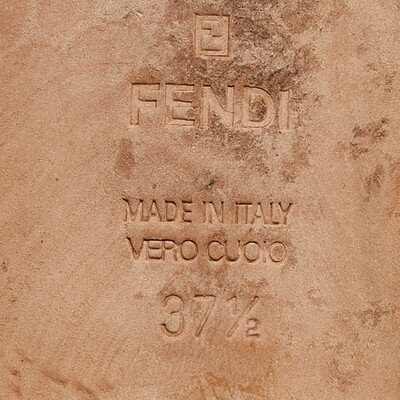 FENDI
MADE IN ITALY
VERO CUOIO
37½